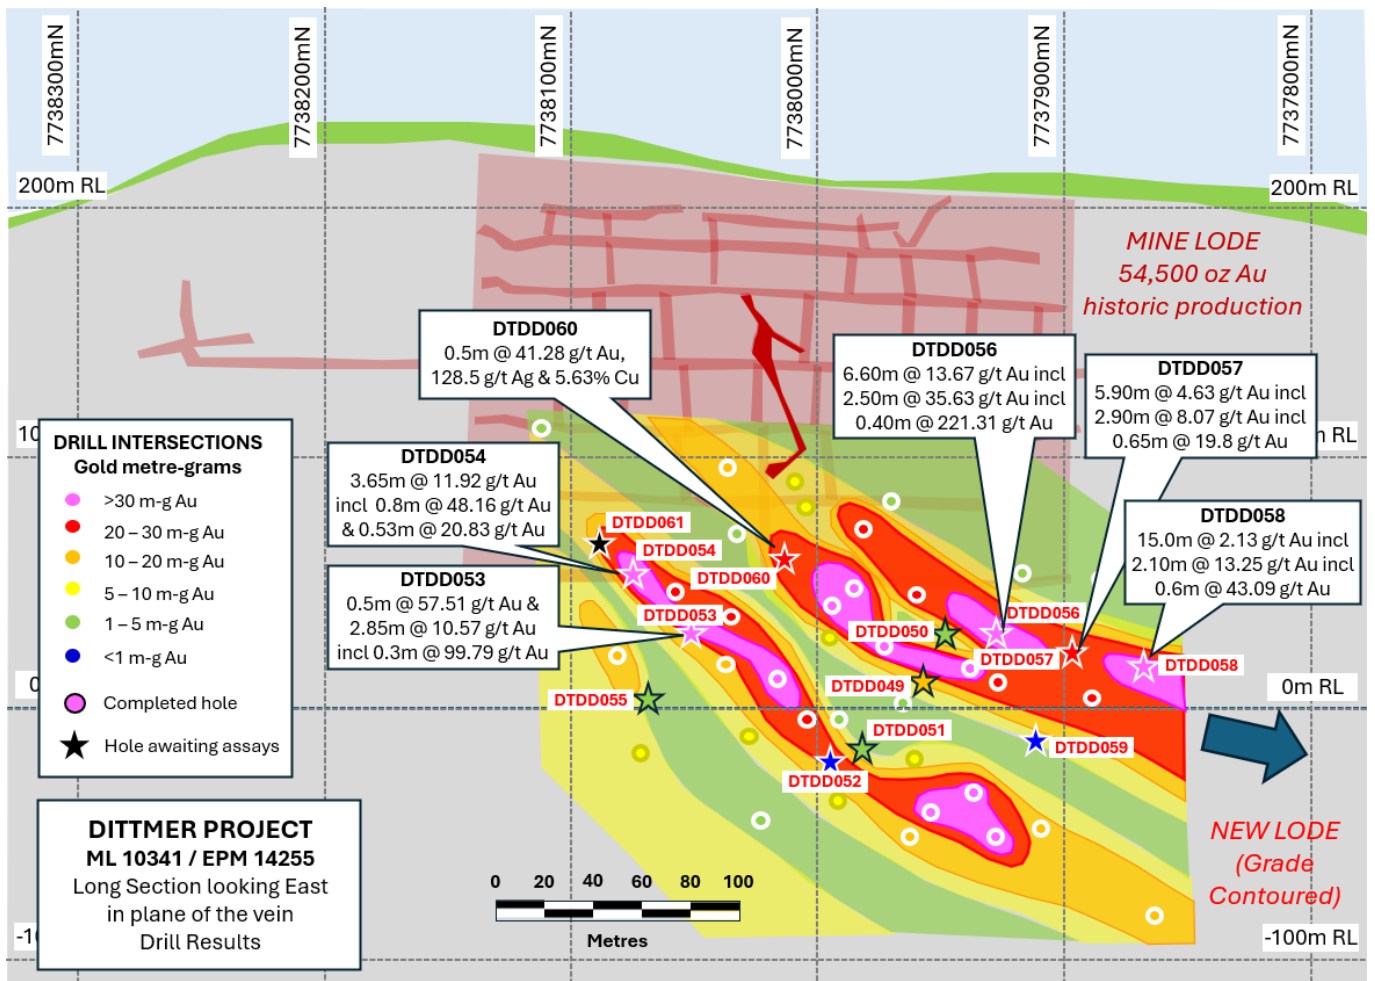 7738300mN
7738200mN
7738100mN
7738000mN
7737900mN
7737800mN
200m RL
200m RL
MINE LODE
54,500 oz Au
historic production
DTDD060
0.5m @ 41.28 g/t Au,
128.5 g/t Ag & 5.63% Cu
DTDD056
6.60m @ 13.67 g/t Au incl
2.50m @ 35.63 g/t Au incl
0.40m @ 221.31 g/t Au
DTDD057
5.90m @ 4.63 g/t Au incl
2.90m @ 8.07 g/t Au incl
0.65m @ 19.8 g/t Au
10
m RL
DRILL INTERSECTIONS
Gold metre-grams
>30 m-g Au
20 – 30 m-g Au
10 – 20 m-g Au
5 – 10 m-g Au
1 – 5 m-g Au
<1 m-g Au
Completed hole
Hole awaiting assays
DTDD054
3.65m @ 11.92 g/t Au
incl 0.8m @ 48.16 g/t Au
& 0.53m @ 20.83 g/t Au
DTDD058
15.0m @ 2.13 g/t Au incl
2.10m @ 13.25 g/t Au incl
0.6m @ 43.09 g/t Au
DTDD053
0.5m @ 57.51 g/t Au &
2.85m @ 10.57 g/t Au
incl 0.3m @ 99.79 g/t Au
DTDD061
DTDD054
DTDD060
DTDD053
DTDD056
DTDD050
DTDD057
DTDD058
DTDD049
DTDD055
0
0m RL
DTDD051
DTDD059
DTDD052
DITTMER PROJECT
ML 10341 / EPM 14255
Long Section looking East
in plane of the vein
Drill Results
0 20 40 60 80 100
Metres
NEW LODE
(Grade
Contoured)
-10
-100m RL